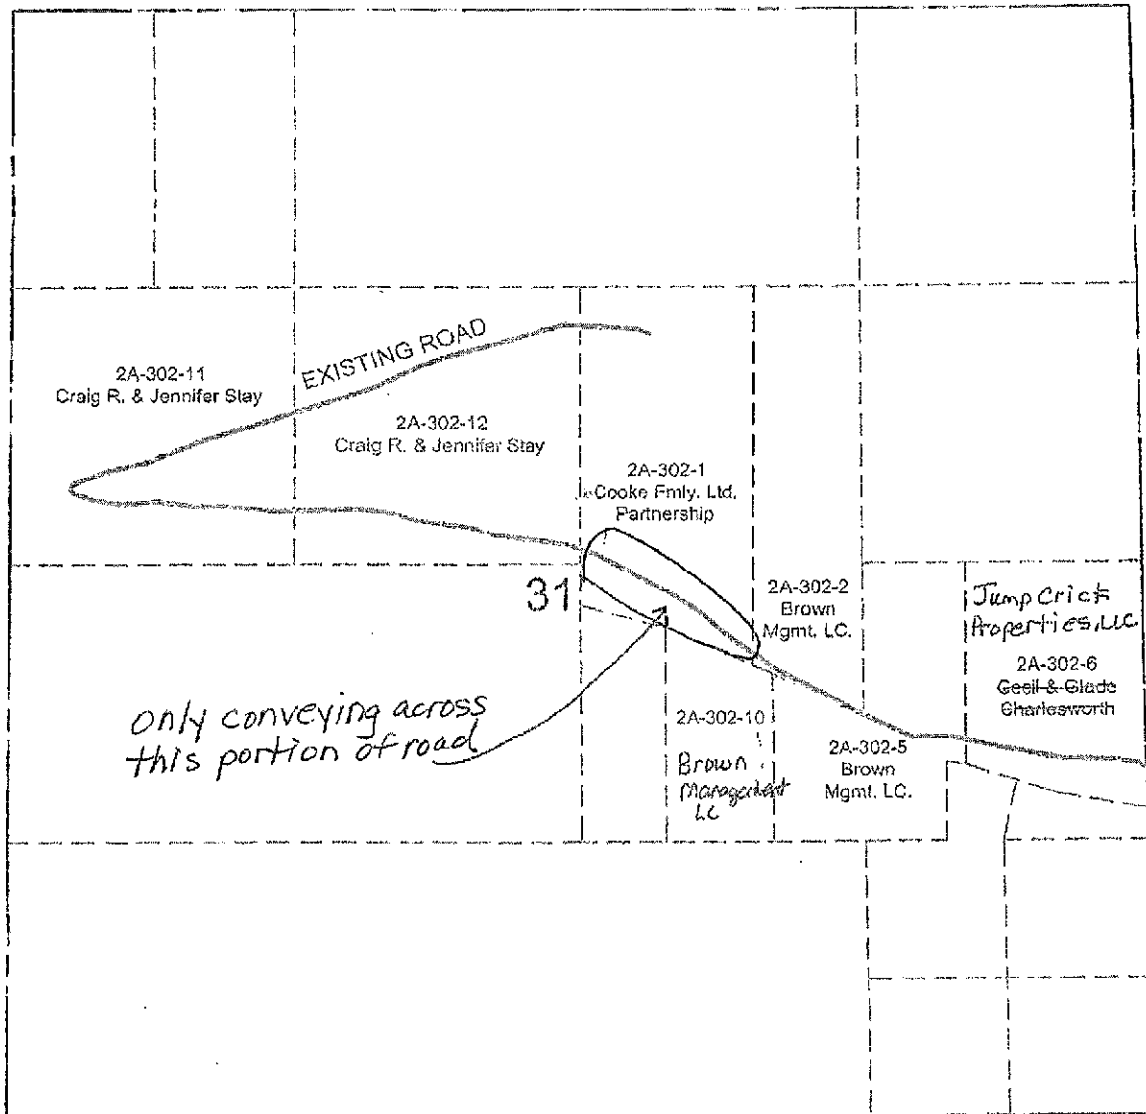 EXISTING ROAD
2A-302-11
Craig R. & Jennifer Stay
2A-302-12
Craig R. & Jennifer Stay
2A-302-1
Cooke Fmly. Ltd.
Partnership
31
2A-302-2
Brown
Mgmt. LC.
Jump Crick
Properties, LLC
2A-302-6
Cecil & Glade
Charlesworth
only conveying across
this portion of road
2A-302-10
Brown
Management
LC
2A-302-5
Brown
Mgmt. LC.